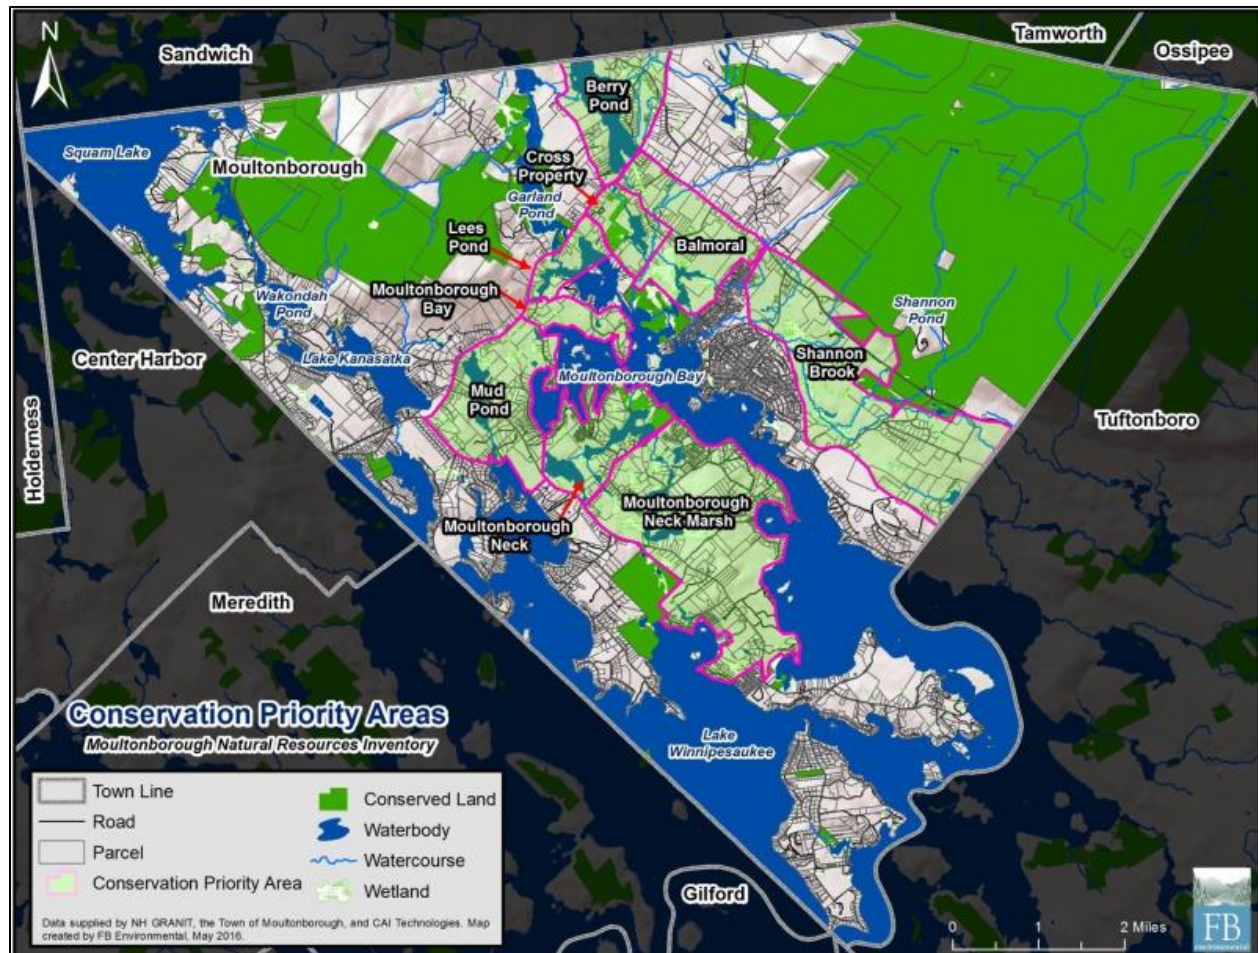 N
Sandwich
Tamworth
Ossipee
Berry
Pond
Squam Lake
Moultonborough
Cross
Property
Garland
Pond
Lees
Pond
Balmoral
Moultonborough
Bay
Wakondah
Pond
Shannon
Pond
Center Harbor
Lake Kanasatka
Shannon
Brook
Moultonborough Bay
Mud
Pond
Tuftonboro
Holderness
Moultonborough
Neck Marsh
Moultonborough
Neck
Meredith
Conservation Priority Areas
Moultonborough Natural Resources Inventory
Lake
Winnipesaukee
Town Line
Road
Parcel
Conservation Priority Area
Conserved Land
Waterbody
Watercourse
Wetland
Data supplied by NH GRANIT, the Town of Moultonborough, and CAI Technologies. Map
created by FB Environmental, May 2016.
Gilford
0 1 2 Miles
FB
ENVIRONMENTAL